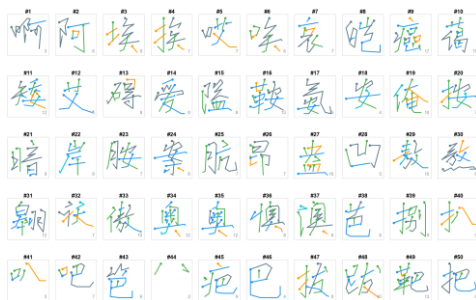 #1 #2 #3 #4 #5 #6 #7 #8 #9 #10
啊 阿 埃 挨 哎 唉 哀 皑 癌 蔼
#11 #12 #13 #14 #15 #16 #17 #18 #19 #20
矮 艾 碍 愛 隘 鞍 氨 安 俺 按
#21 #22 #23 #24 #25 #26 #27 #28 #29 #30
暗 岸 胺 案 肮 昂 盎 凹 敖 熬
#31 #32 #33 #34 #35 #36 #37 #38 #39 #40
翱 袄 傲 奥 奥 懊 澳 芭 捌 扒
#41 #42 #43 #44 #45 #46 #47 #48 #49 #50
叭 吧 笆 八 疤 巴 拔 跋 靶 把